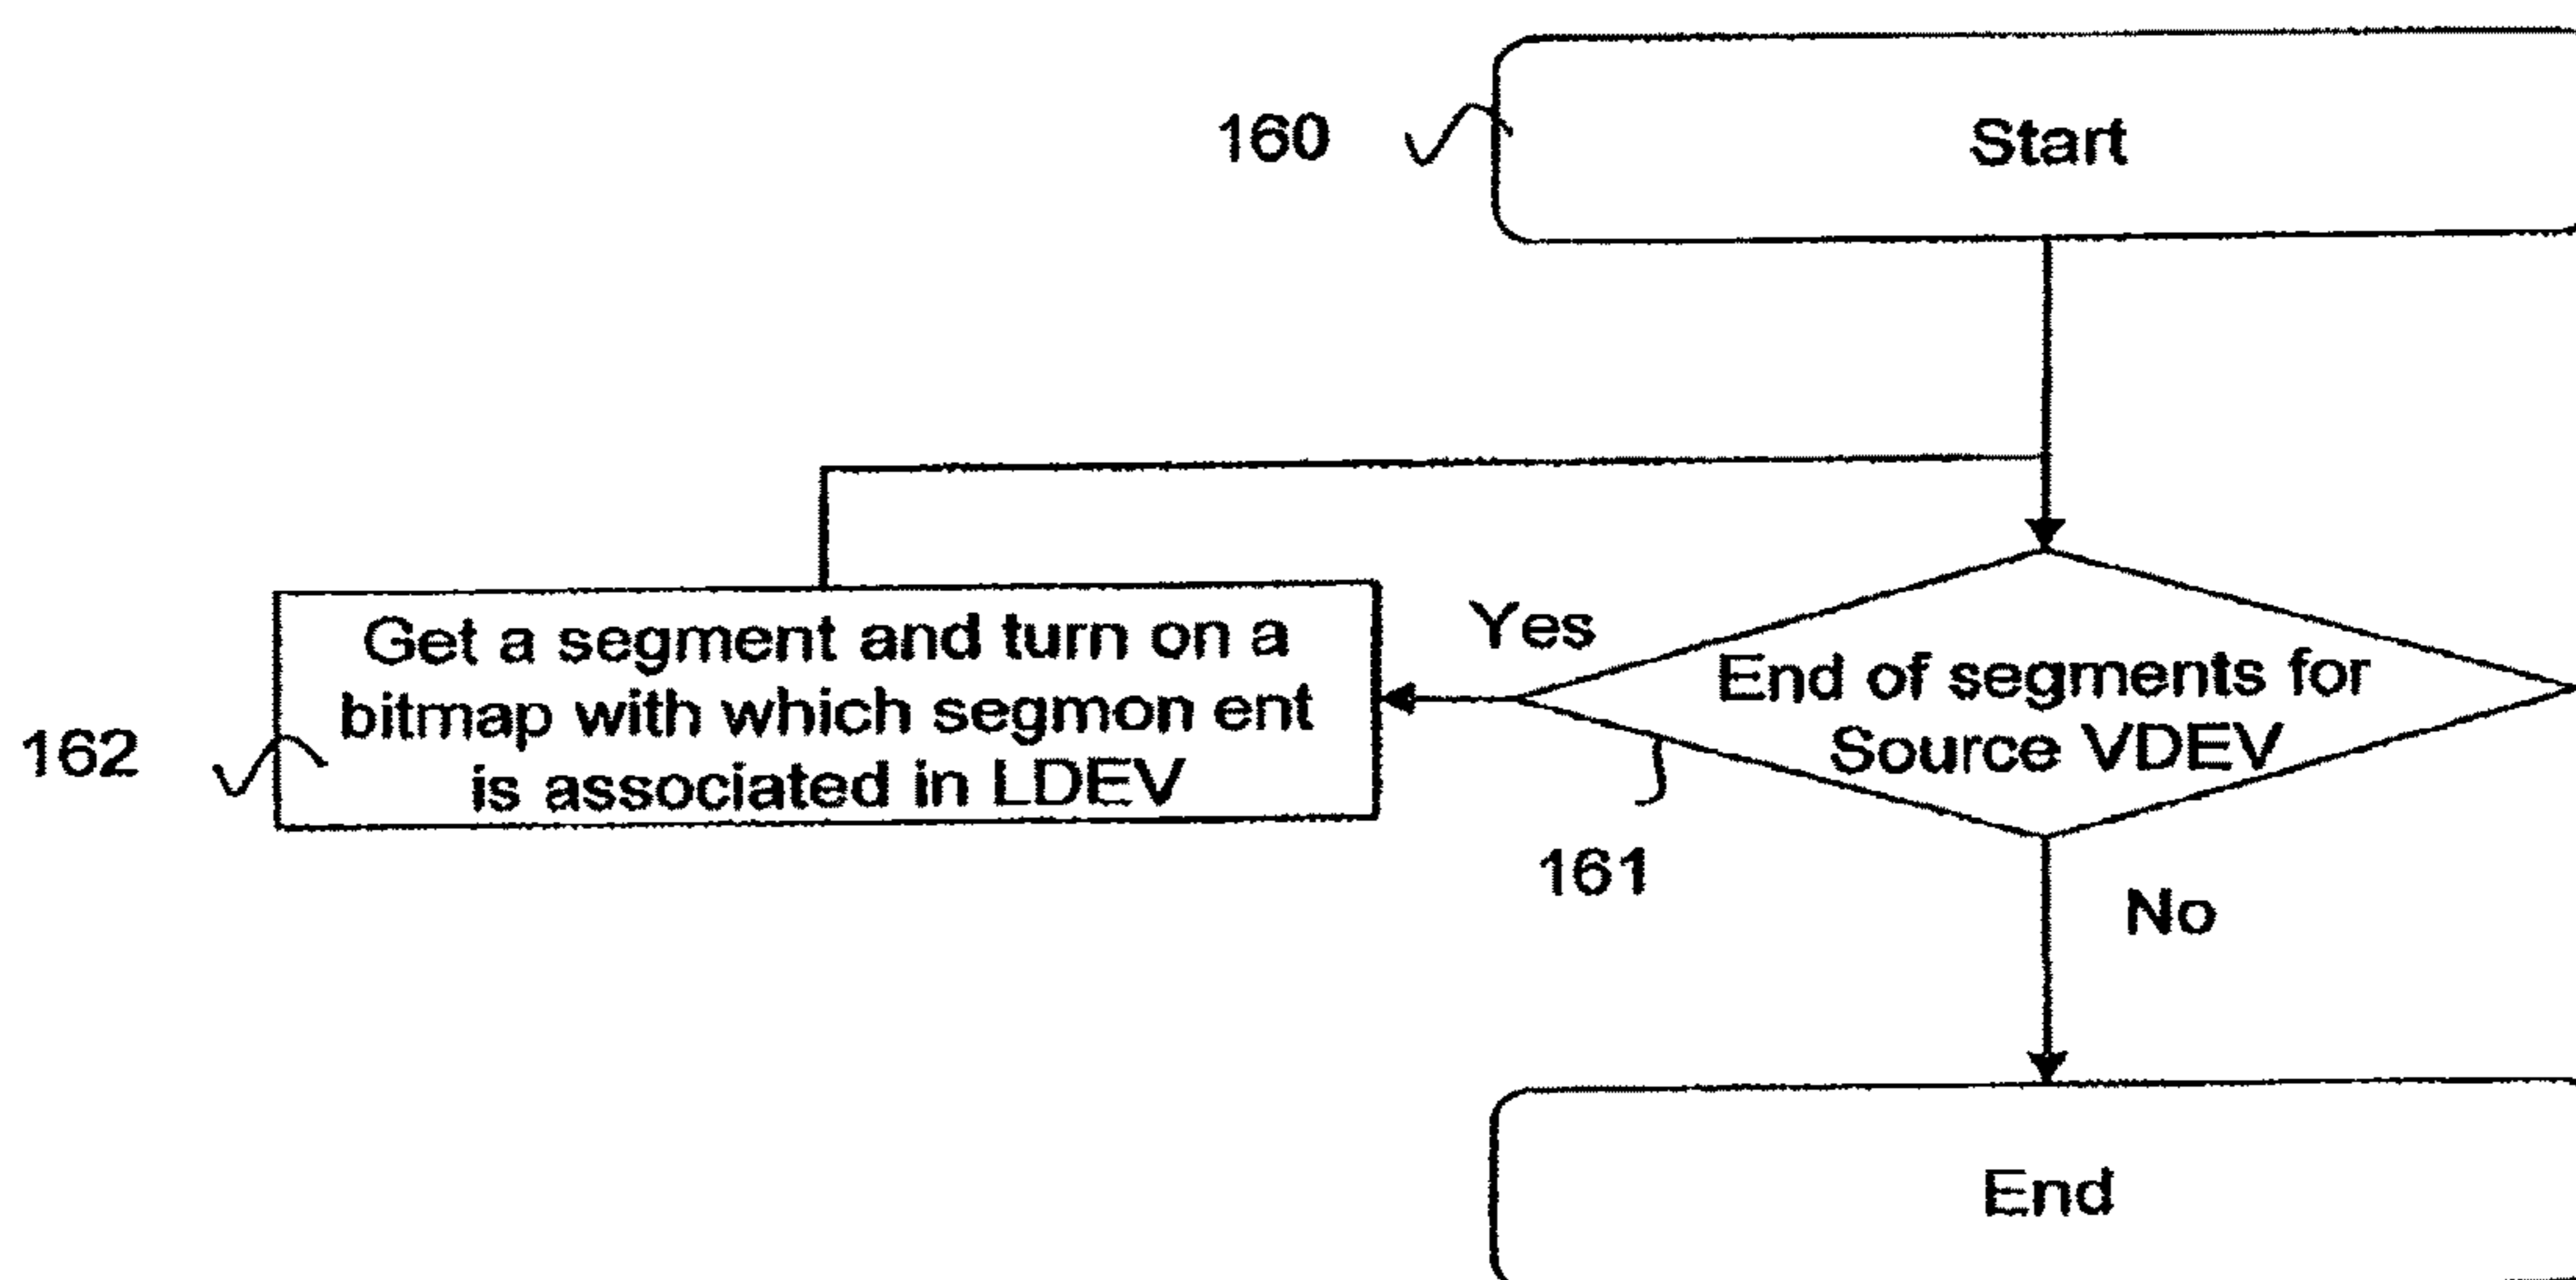 160
Start
Yes
Get a segment and turn on a
bitmap with which segmon ent
is associated in LDEV
162
End of segments for
Source VDEV
161
No
End